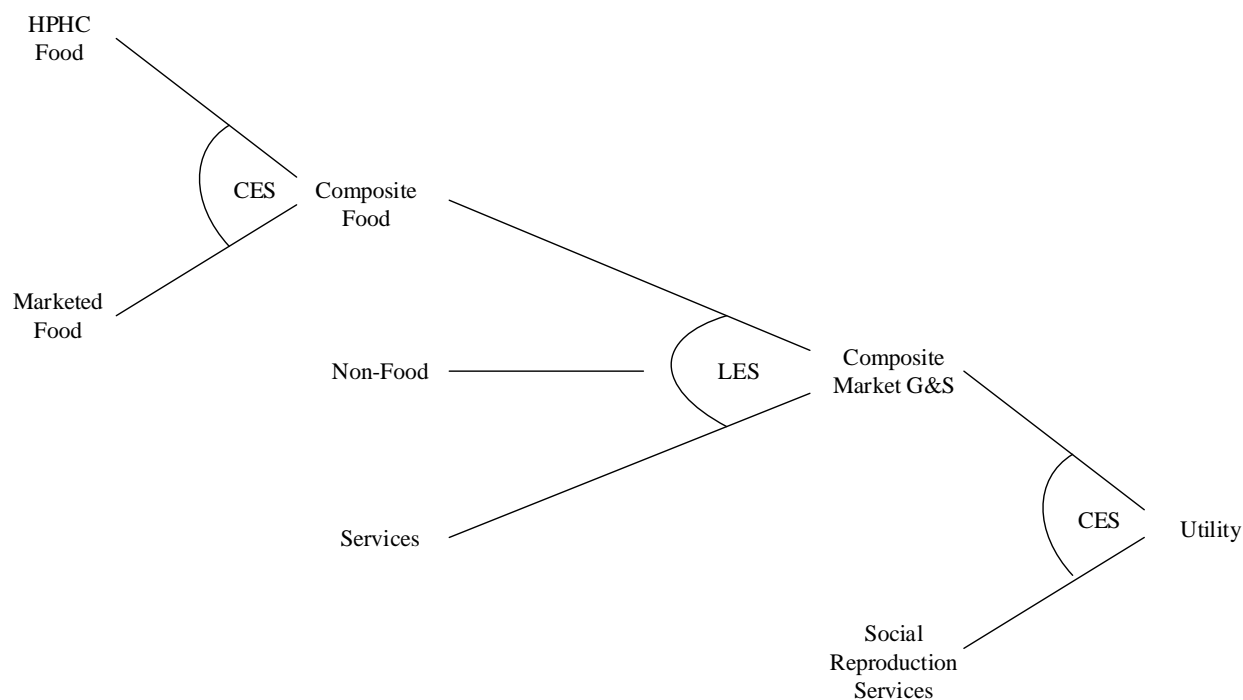 HPHC
Food
CES
Composite
Food
Marketed
Food
Non-Food
LES
Composite
Market G&S
Services
CES
Utility
Social
Reproduction
Services